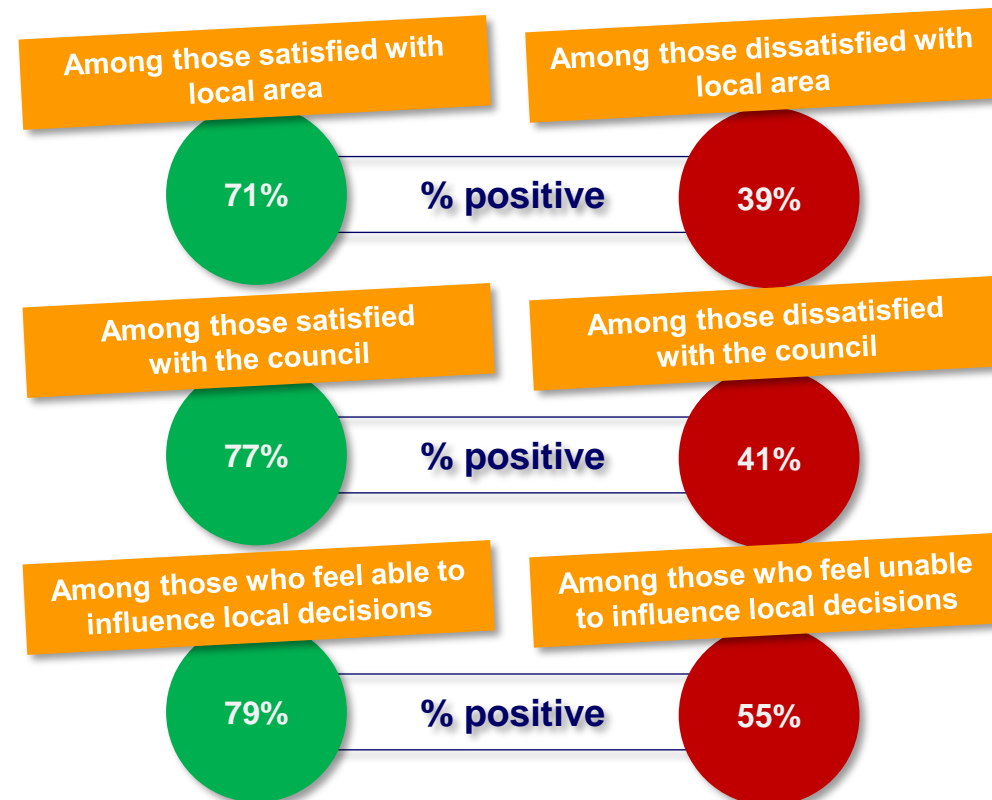 Among those satisfied with
local area
Among those dissatisfied with
local area
71%
% positive
39%
Among those satisfied
with the council
Among those dissatisfied
with the council
77%
% positive
41%
Among those who feel able to
influence local decisions
Among those who feel unable
to influence local decisions
79%
% positive
55%